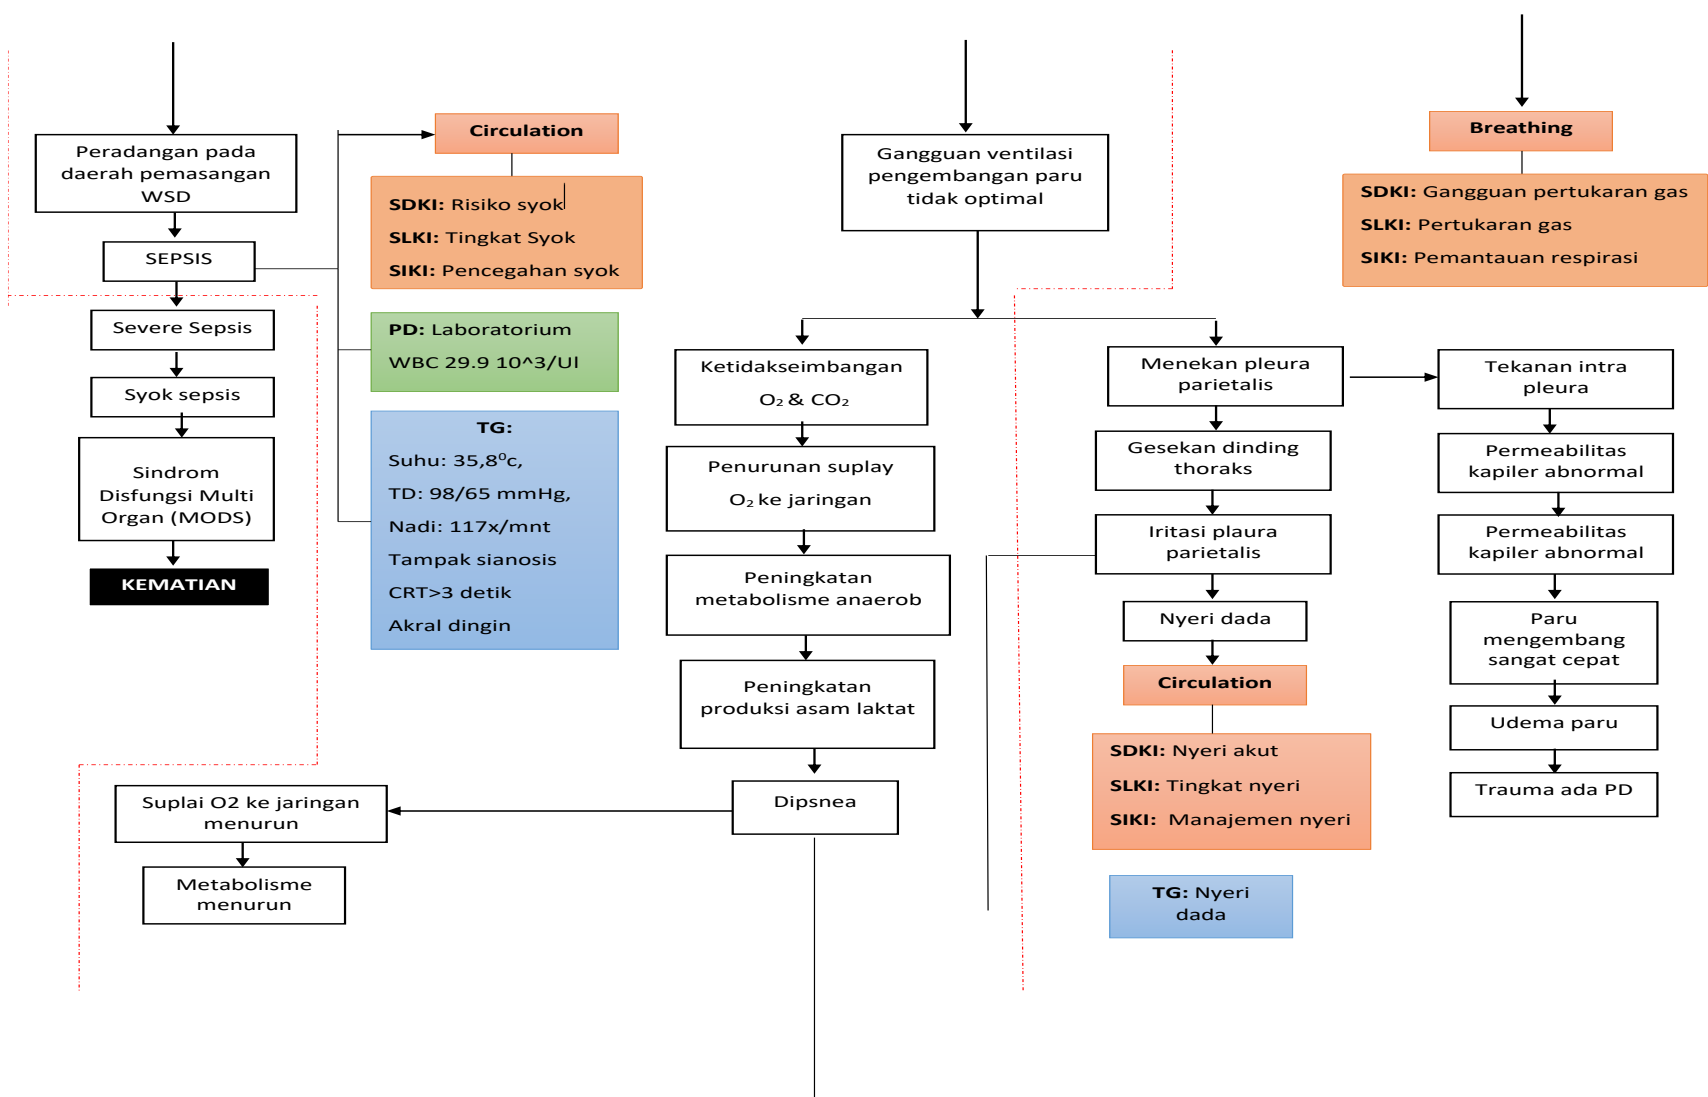 Peradangan pada
daerah pemasangan
WSD
SEPSIS
Severe Sepsis
Syok sepsis
Sindrom
Disfungsi Multi
Organ (MODS)
KEMATIAN
Circulation
SDKI: Risiko syok
SLKI: Tingkat Syok
SIKI: Pencegahan syok
PD: Laboratorium
WBC 29.9 10^3/Ul
TG:
Suhu: 35,8⁰c,
TD: 98/65 mmHg,
Nadi: 117x/mnt
Tampak sianosis
CRT>3 detik
Akral dingin
Gangguan ventilasi
pengembangan paru
tidak optimal
Ketidakseimbangan
O₂ & CO₂
Penurunan suplay
O₂ ke jaringan
Peningkatan
metabolisme anaerob
Peningkatan
produksi asam laktat
Dipsnea
Suplai O2 ke jaringan
menurun
Metabolisme
menurun
Menekan pleura
parietalis
Gesekan dinding
thoraks
Iritasi plaura
parietalis
Nyeri dada
Circulation
SDKI: Nyeri akut
SLKI: Tingkat nyeri
SIKI: Manajemen nyeri
TG: Nyeri
dada
Breathing
SDKI: Gangguan pertukaran gas
SLKI: Pertukaran gas
SIKI: Pemantauan respirasi
Tekanan intra
pleura
Permeabilitas
kapiler abnormal
Permeabilitas
kapiler abnormal
Paru
mengembang
sangat cepat
Udema paru
Trauma ada PD